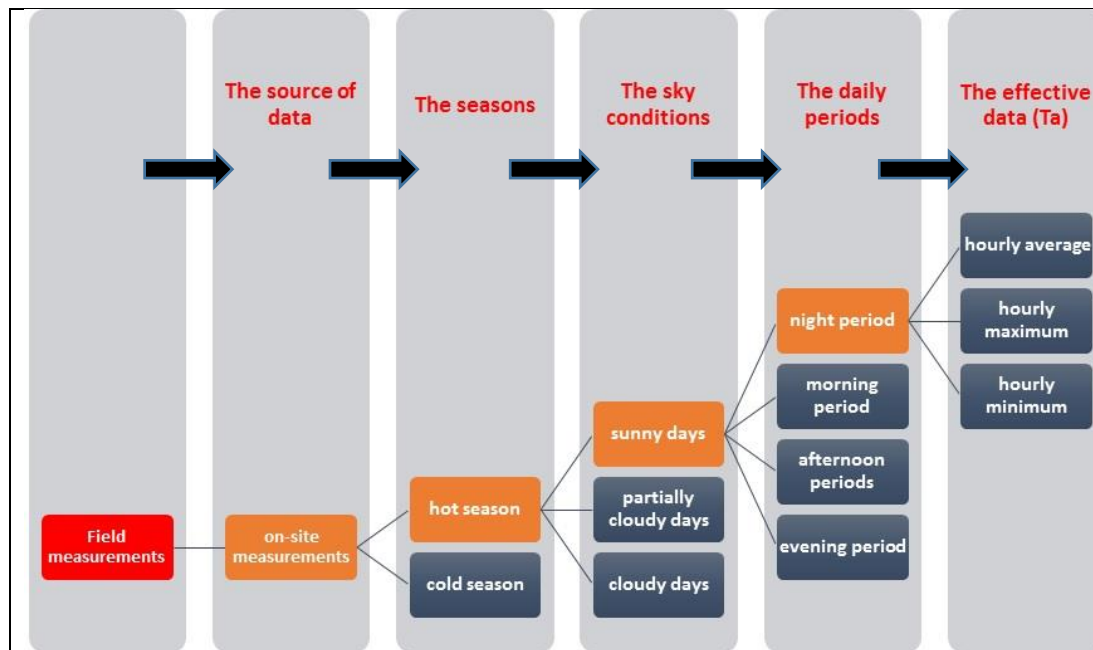 The source of
data
The seasons
The sky
conditions
The daily
periods
The effective
data (Ta)
Field
measurements
on-site
measurements
hot season
cold season
sunny days
partially
cloudy days
cloudy days
night period
morning
period
afternoon
periods
evening period
hourly average
hourly
maximum
hourly
minimum